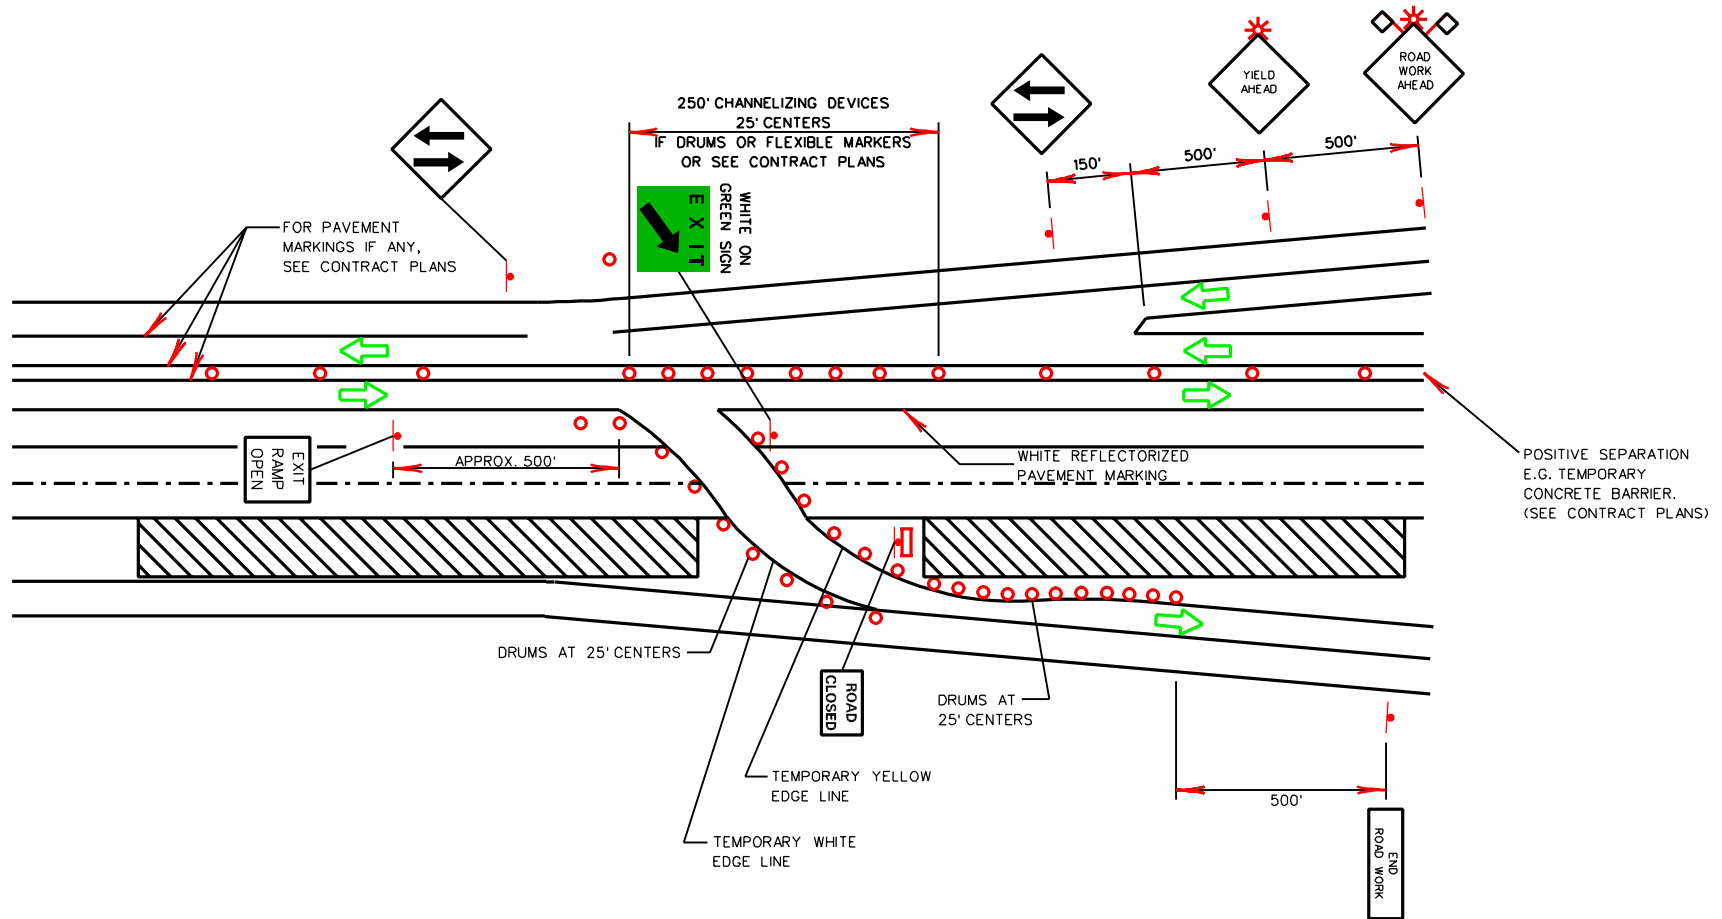 ROAD
WORK
AHEAD
YIELD
AHEAD
250' CHANNELIZING DEVICES
25' CENTERS
IF DRUMS OR FLEXIBLE MARKERS
OR SEE CONTRACT PLANS
500'
500'
150'
WHITE ON
GREEN SIGN
EXIT
FOR PAVEMENT
MARKINGS IF ANY,
SEE CONTRACT PLANS
EXIT
RAMP
OPEN
APPROX. 500'
WHITE REFLECTORIZED
PAVEMENT MARKING
POSITIVE SEPARATION
E.G. TEMPORARY
CONCRETE BARRIER.
(SEE CONTRACT PLANS)
DRUMS AT 25' CENTERS
ROAD
CLOSED
DRUMS AT
25' CENTERS
TEMPORARY YELLOW
EDGE LINE
500'
TEMPORARY WHITE
EDGE LINE
END
ROAD WORK